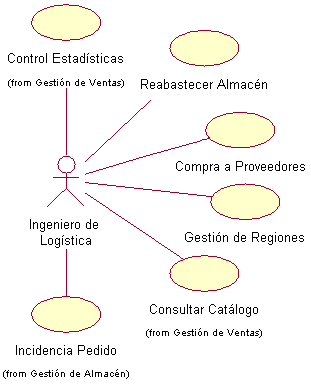 Control Estadísticas
(from Gestión de Ventas)
Reabastecer Almacén
Compra a Proveedores
Ingeniero de
Logística
Gestión de Regiones
Consultar Catálogo
(from Gestión de Ventas)
Incidencia Pedido
(from Gestión de Almacén)